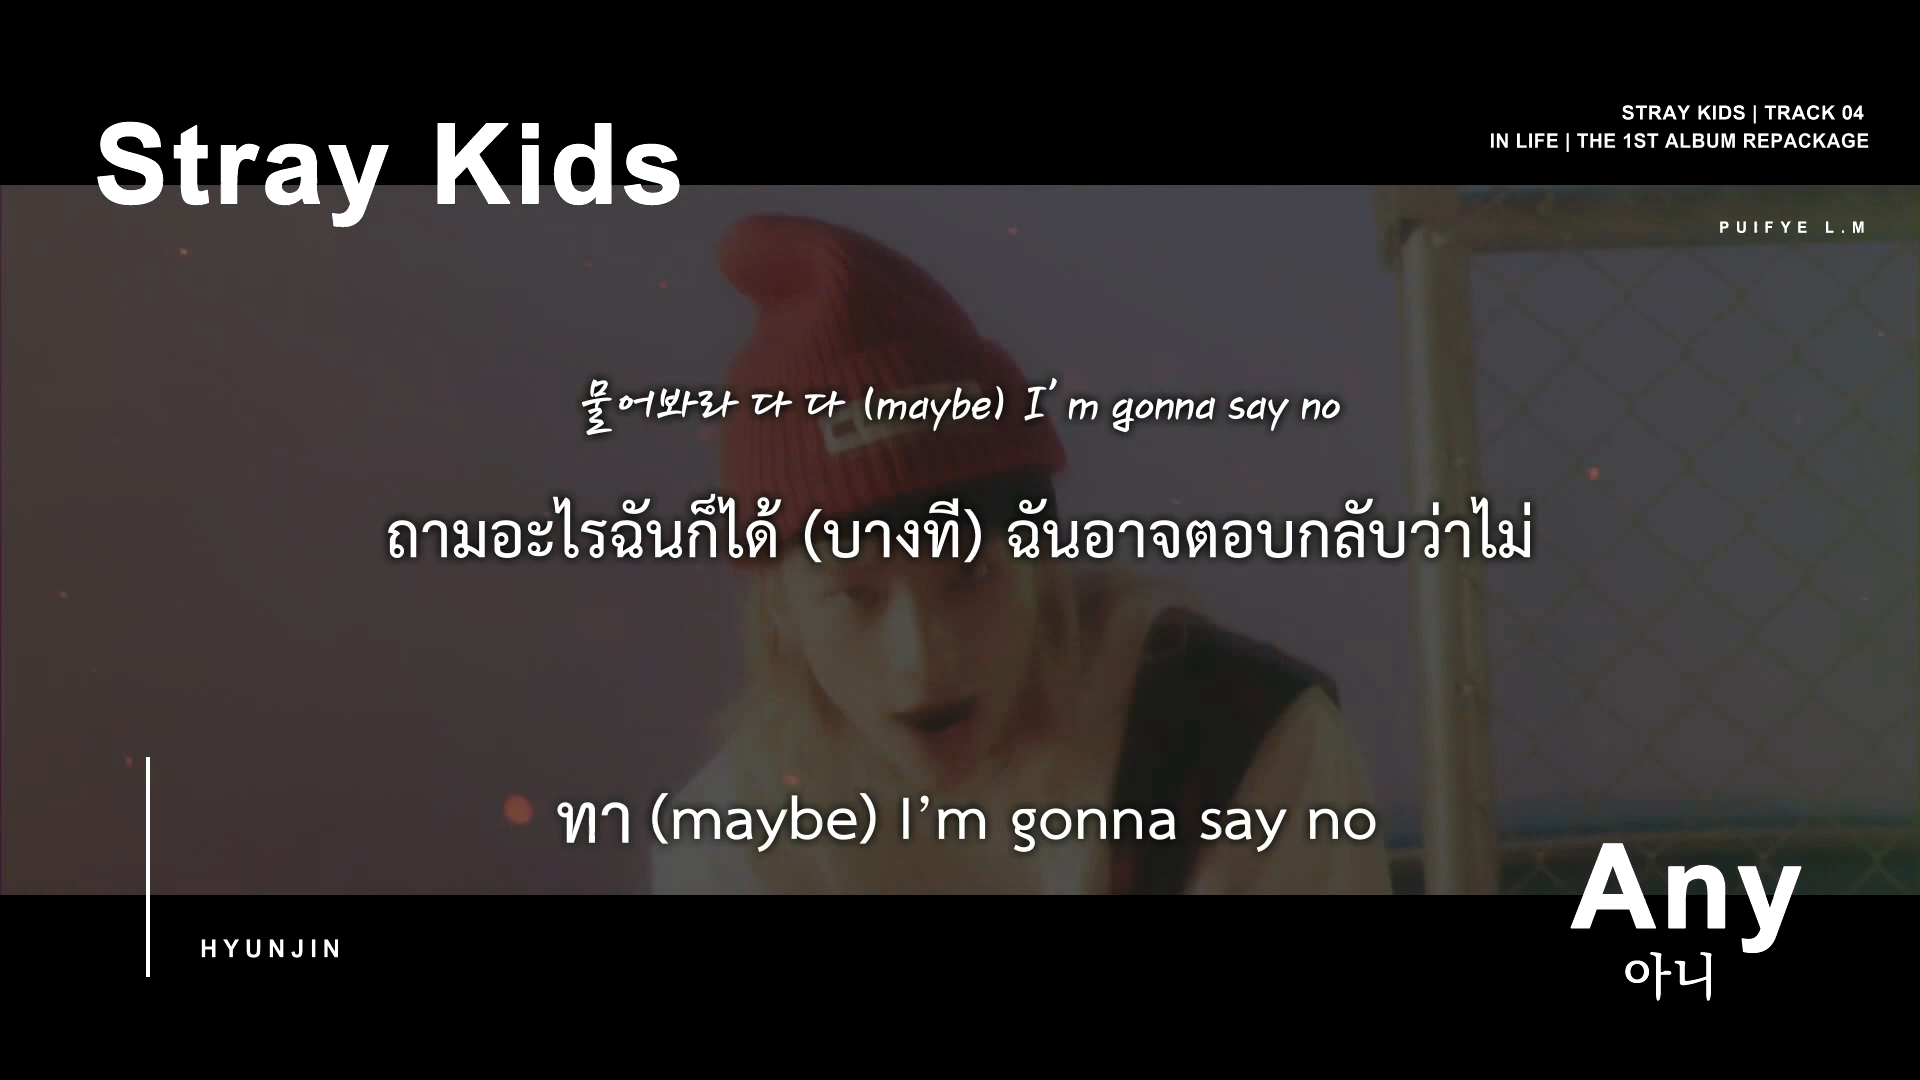 Stray Kids
STRAY KIDS | TRACK 04
IN LIFE | THE 1ST ALBUM REPACKAGE
PUIFYE L.M
물어봐라 다 다 (maybe) I'm gonna say no
ถามอะไรฉันก็ได้ (บางที) ฉันอาจตอบกลับว่าไม่
ทา (maybe) I'm gonna say no
HYUNJIN
Any
아니